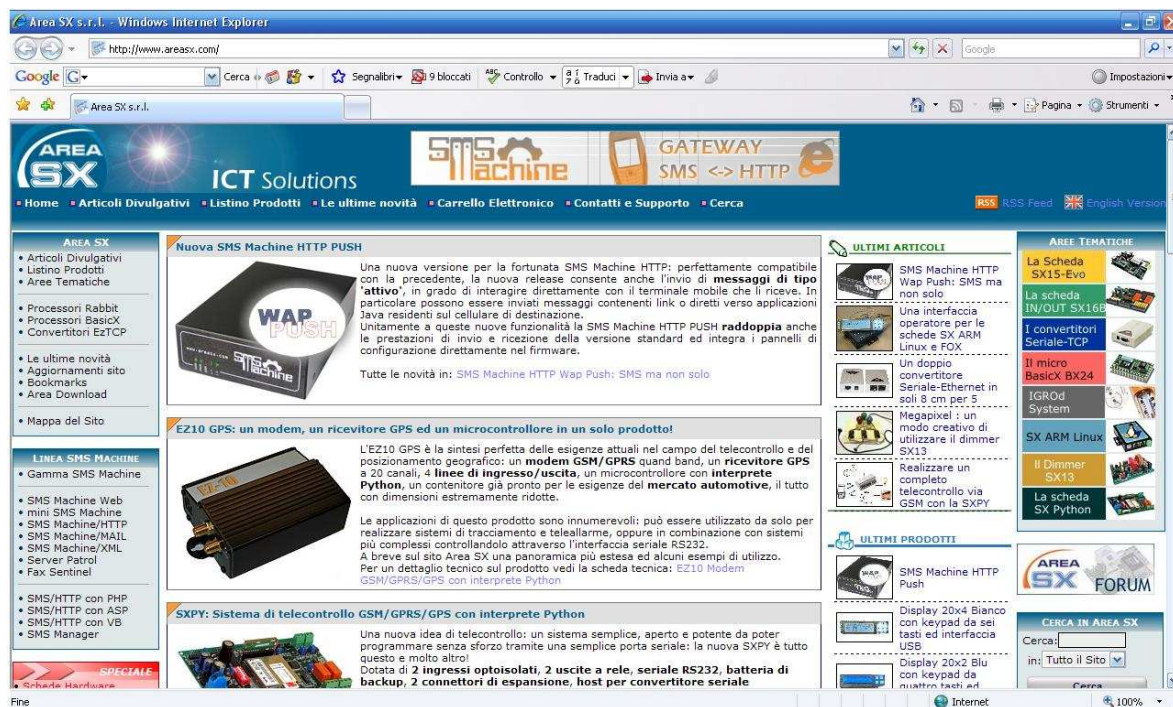 Area SX s.r.l. - Windows Internet Explorer
http://www.areasx.com/
Google
Google
G
Cerca
Segnalibri
9 bloccati
Controllo
Traduci
Invia a
Impostazioni
Area SX s.r.l.
Pagina
Strumenti
AREA
SX
ICT Solutions
SMS
Machine
GATEWAY
SMS <-> HTTP
Home
Articoli Divulgativi
Listino Prodotti
Le ultime novità
Carrello Elettronico
Contatti e Supporto
Cerca
RSS RSS Feed
English Version
AREA SX
Articoli Divulgativi
Listino Prodotti
Aree Tematiche
Processori Rabbit
Processori BasicX
Convertitori EzTCP
Le ultime novità
Aggiornamenti sito
Bookmarks
Area Download
Mappa del Sito
LINEA SMS MACHINE
Gamma SMS Machine
SMS Machine Web
mini SMS Machine
SMS Machine/HTTP
SMS Machine/MAIL
SMS Machine/XML
Server Patrol
Fax Sentinel
SMS/HTTP con PHP
SMS/HTTP con ASP
SMS/HTTP con VB
SMS Manager
SPECIALE
Schede Hardware
Nuova SMS Machine HTTP PUSH
WAP
PUSH
www.areasx.com
SMS
Machine
Una nuova versione per la fortunata SMS Machine HTTP: perfettamente compatibile
con la precedente, la nuova release consente anche l'invio di messaggi di tipo
'attivo', in grado di interagire direttamente con il terminale mobile che li riceve. In
particolare possono essere inviati messaggi contenenti link o diretti verso applicazioni
Java residenti sul cellulare di destinazione.
Unitamente a queste nuove funzionalità la SMS Machine HTTP PUSH raddoppia anche
le prestazioni di invio e ricezione della versione standard ed integra i pannelli di
configurazione direttamente nel firmware.
Tutte le novità in: SMS Machine HTTP Wap Push: SMS ma non solo
EZ10 GPS: un modem, un ricevitore GPS ed un microcontrollore in un solo prodotto!
EZ-10
L'EZ10 GPS è la sintesi perfetta delle esigenze attuali nel campo del telecontrollo e del
posizionamento geografico: un modem GSM/GPRS quand band, un ricevitore GPS
a 20 canali, 4 linee di ingresso/uscita, un microcontrollore con interprete
Python, un contenitore già pronto per le esigenze del mercato automotive, il tutto
con dimensioni estremamente ridotte.
Le applicazioni di questo prodotto sono innumerevoli: può essere utilizzato da solo per
realizzare sistemi di tracciamento e teleallarme, oppure in combinazione con sistemi
più complessi controllandolo attraverso l'interfaccia seriale RS232.
A breve sul sito Area SX una panoramica più estesa ed alcuni esempi di utilizzo.
Per un dettaglio tecnico sul prodotto vedi la scheda tecnica: EZ10 Modem
GSM/GPRS/GPS con interprete Python
SXPY: Sistema di telecontrollo GSM/GPRS/GPS con interprete Python
Una nuova idea di telecontrollo: un sistema semplice, aperto e potente da poter
programmare senza sforzo tramite una semplice porta seriale: la nuova SXPY è tutto
questo e molto altro!
Dotata di 2 ingressi optoisolati, 2 uscite a rele, seriale RS232, batteria di
backup, 2 connettori di espansione, host per convertitore seriale
ULTIMI ARTICOLI
SMS Machine HTTP
Wap Push: SMS ma
non solo
Una interfaccia
operatore per le
schede SX ARM
Linux e FOX
Un doppio
convertitore
Seriale-Ethernet in
soli 8 cm per 5
Megapixel : un
modo creativo di
utilizzare il dimmer
SX13
Realizzare un
completo
telecontrollo via
GSM con la SXPY
ULTIMI PRODOTTI
SMS Machine HTTP
Push
Display 20x4 Bianco
con keypad da sei
tasti ed interfaccia
USB
Display 20x2 Blu
con keypad da
quattro tasti ed
AREE TEMATICHE
La Scheda
SX15-Evo
La scheda
IN/OUT SX16B
I convertitori
Seriale-TCP
Il micro
BasicX BX24
IGROd
System
SX ARM Linux
Il Dimmer
SX13
La scheda
SX Python
AREA
SX
FORUM
CERCA IN AREA SX
Cerca:
in: Tutto il Sito
Cerca
Fine
Internet
100%